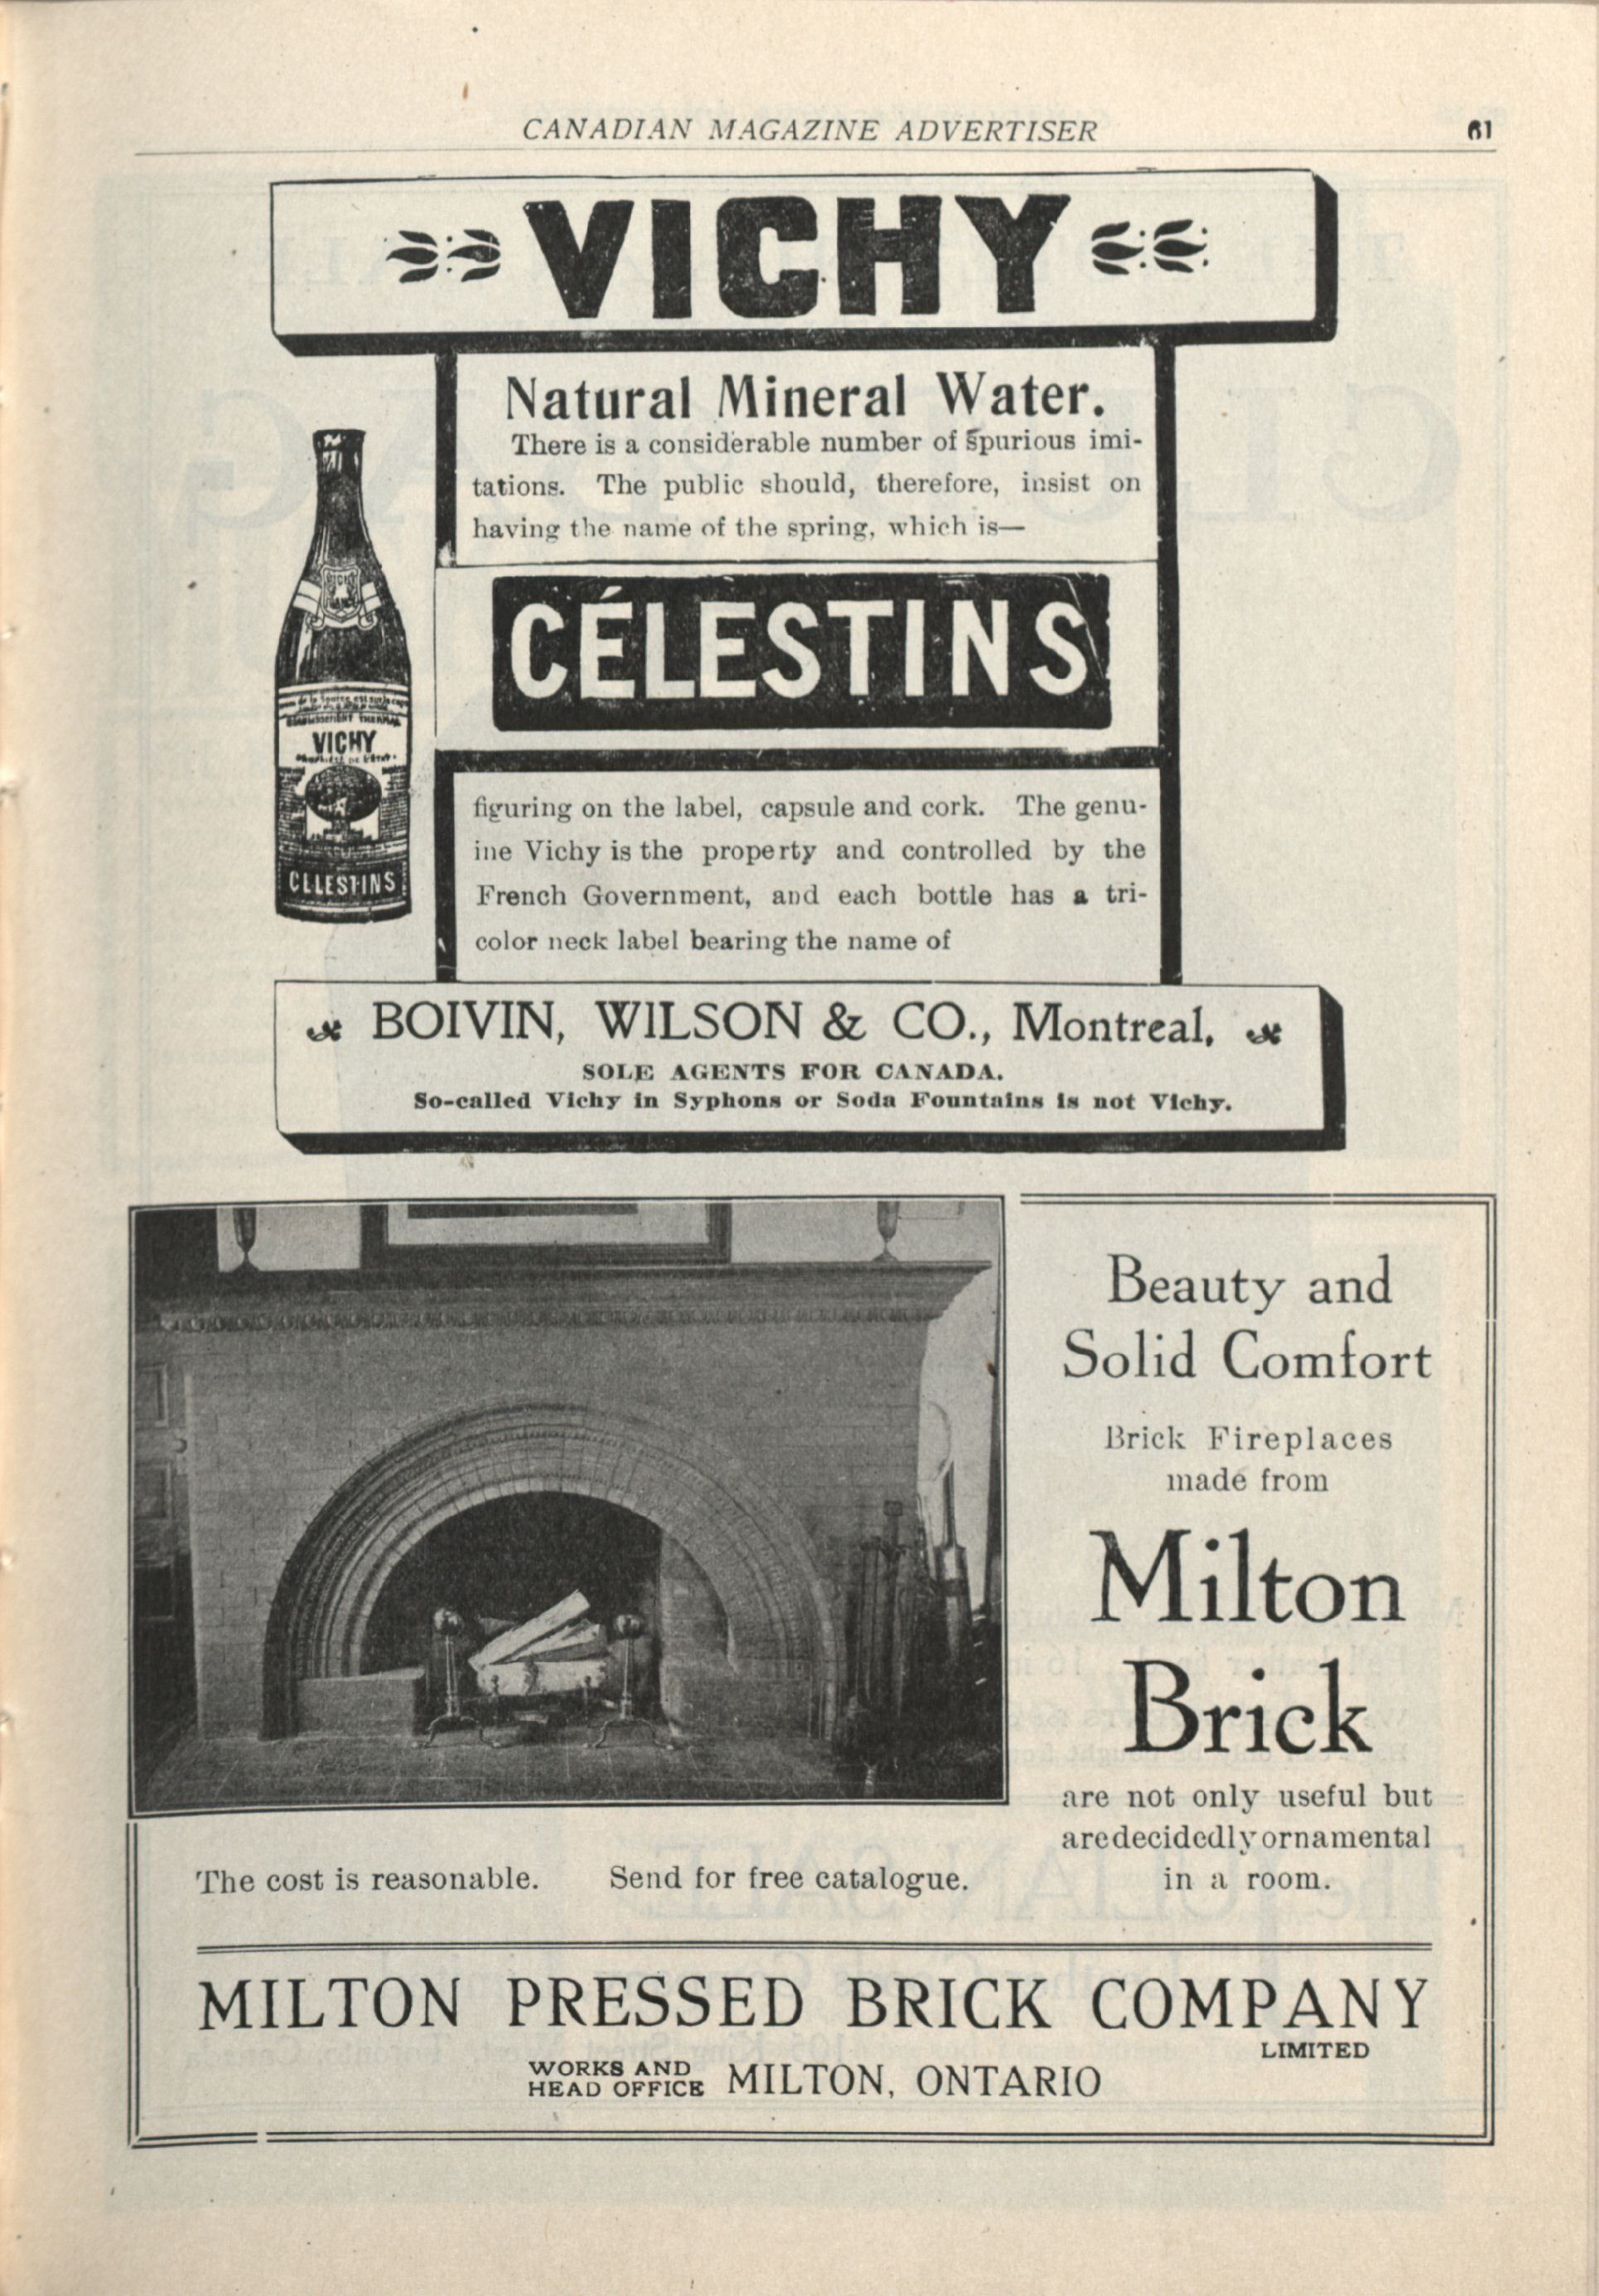 CANADIAN MAGAZINE ADVERTISER 61
VICHY
Natural Mineral Water.
There is a considerable number of spurious imi-
tations. The public should, therefore, insist on
having the name of the spring, which is—
CÉLESTINS
VICHY
CELESTINS
figuring on the label, capsule and cork. The genu-
ine Vichy is the property and controlled by the
French Government, and each bottle has a tri-
color neck label bearing the name of
BOIVIN, WILSON & CO., Montreal,
SOLE AGENTS FOR CANADA.
So-called Vichy in Syphons or Soda Fountains is not Vichy.
Beauty and
Solid Comfort
Brick Fireplaces
made from
Milton
Brick
are not only useful but
are decidedly ornamental
in a room.
The cost is reasonable. Send for free catalogue.
MILTON PRESSED BRICK COMPANY
LIMITED
WORKS AND
HEAD OFFICE MILTON, ONTARIO